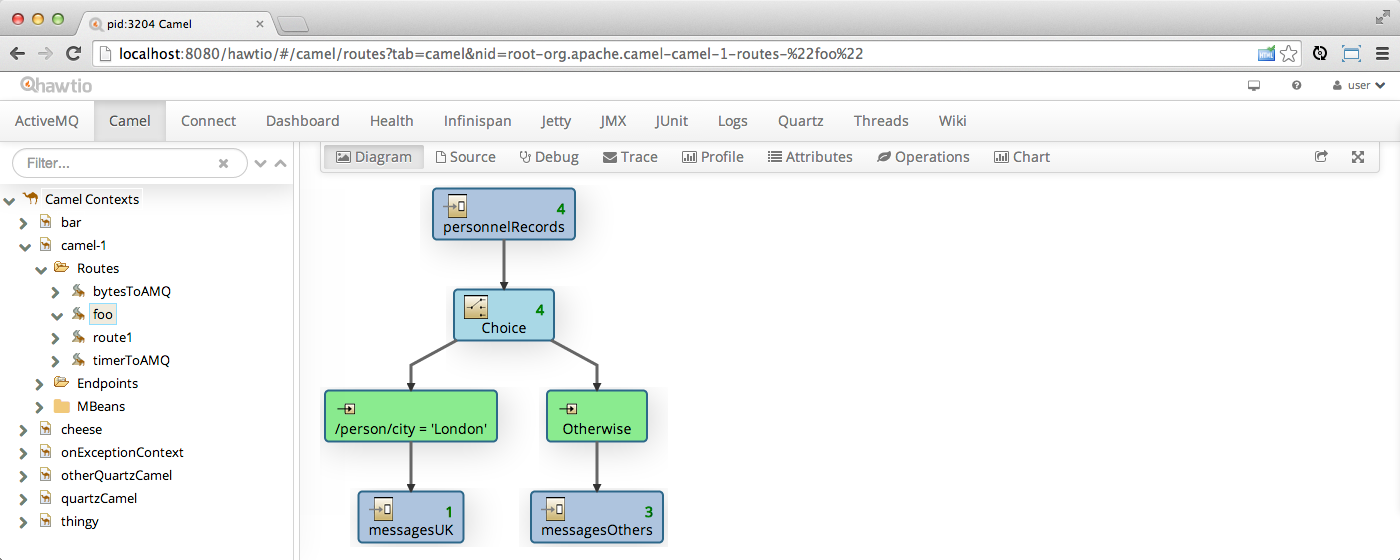 pid:3204 Camel
localhost:8080/hawtio/#/camel/routes?tab=camel&nid=root-org.apache.camel-camel-1-routes-%22foo%22
hawtio
user
ActiveMQ Camel Connect Dashboard Health Infinispan Jetty JMX JUnit Logs Quartz Threads Wiki
Filter...
Diagram Source Debug Trace Profile Attributes Operations Chart
Camel Contexts
bar
camel-1
Routes
bytesToAMQ
foo
route1
timerToAMQ
Endpoints
MBeans
cheese
onExceptionContext
otherQuartzCamel
quartzCamel
thingy
4
personnelRecords
4
Choice
/person/city = 'London'
Otherwise
1
messagesUK
3
messagesOthers